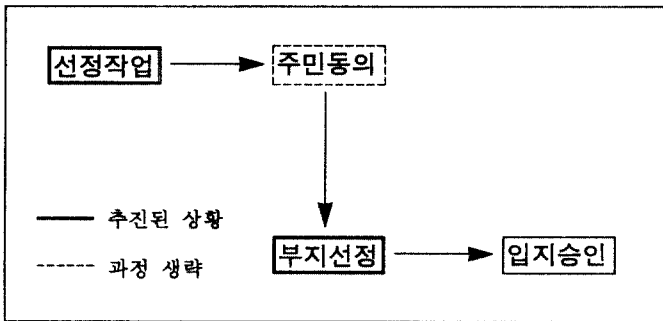 선정작업
주민동의
추진된 상황
부지선정
입지승인
과정 생략